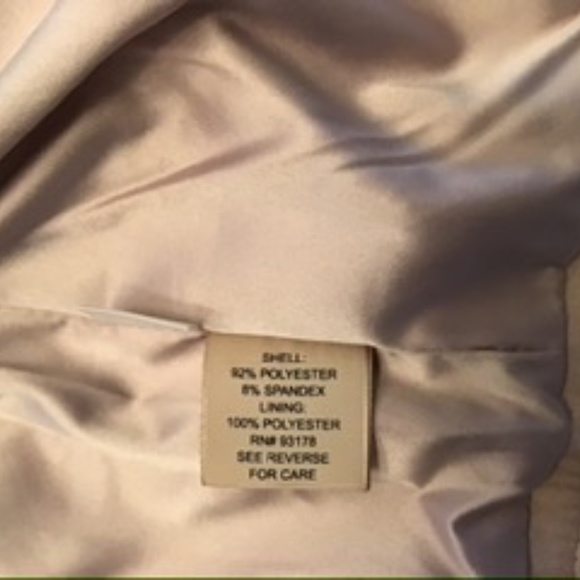 SHELL:
92% POLYESTER
8% SPANDEX
LINING:
100% POLYESTER
RN# 93178
SEE REVERSE
FOR CARE